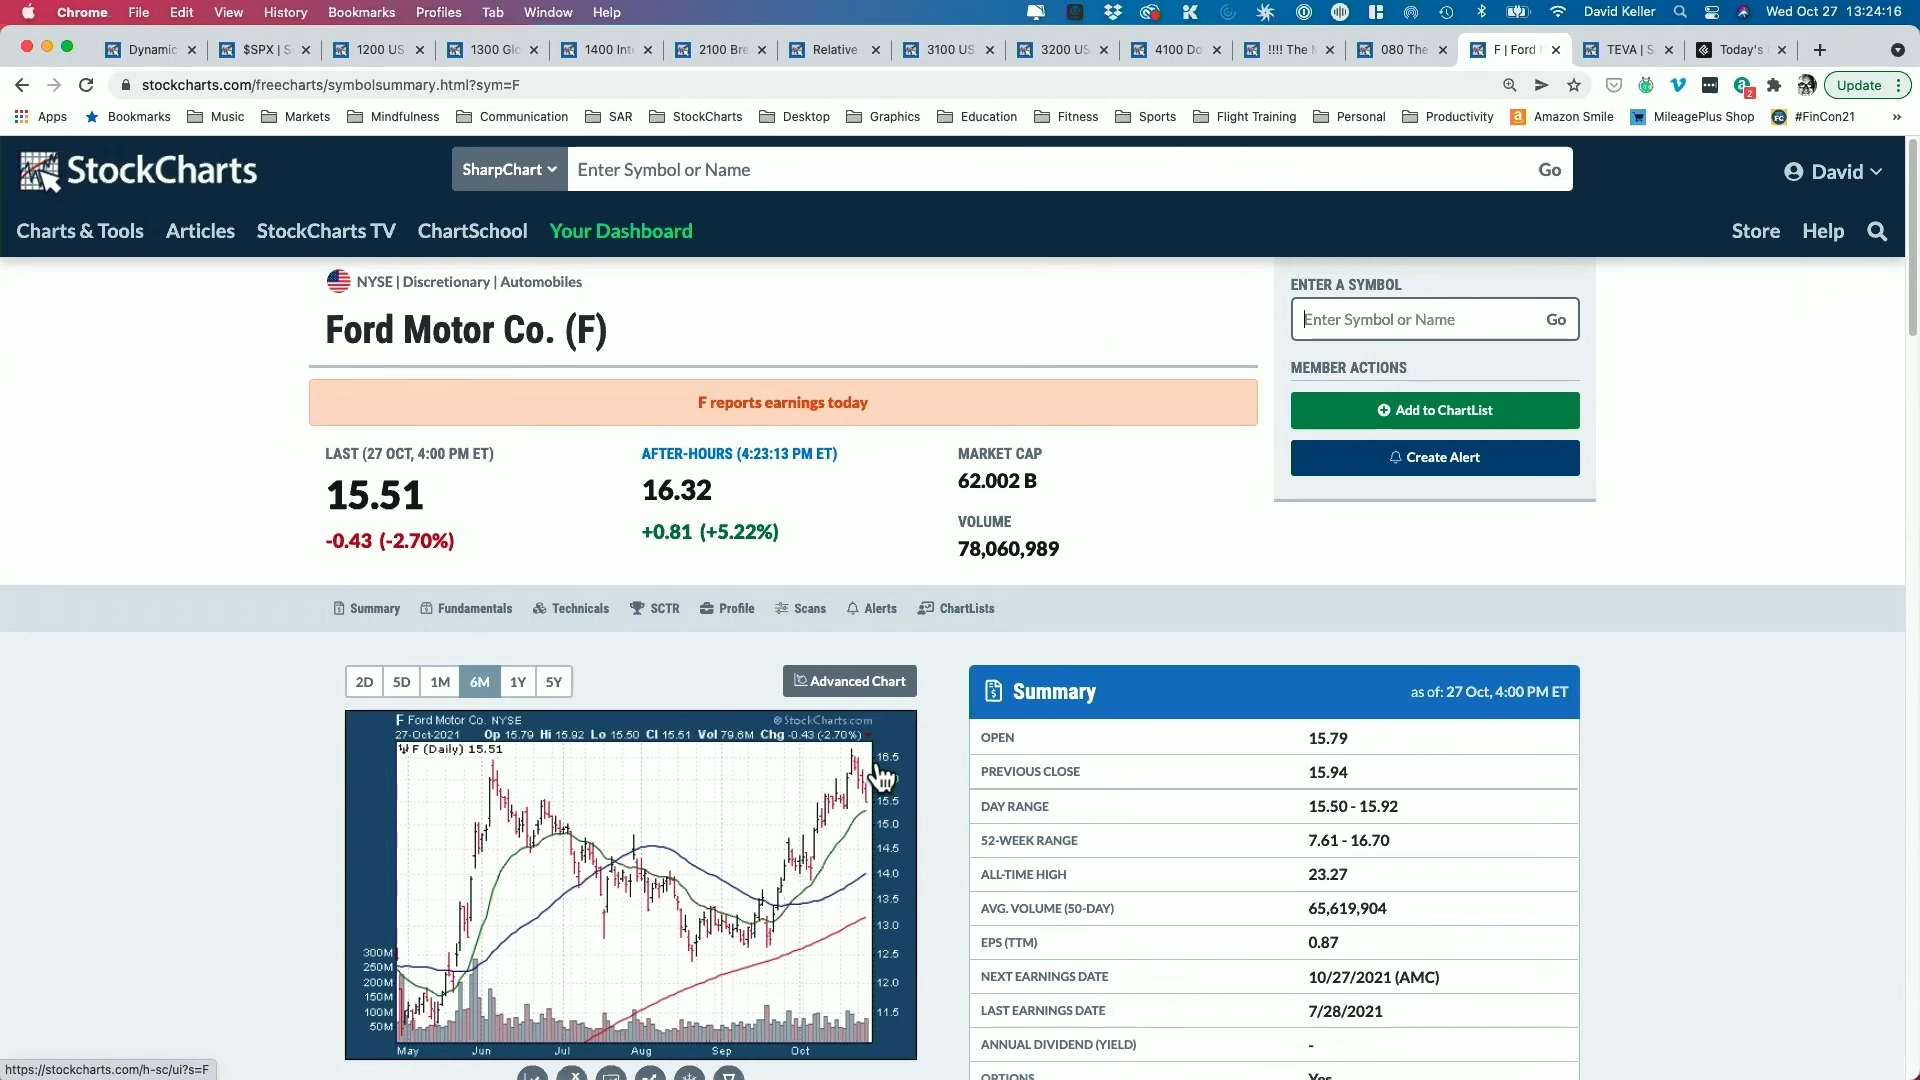 Chrome File Edit View History Bookmarks Profiles Tab Window Help David Keller Wed Oct 27 13:24:16
Dynamic $SPX | S 1200 US 1300 Glo 1400 Int 2100 Bre Relative 3100 US 3200 US 4100 Do !!!! The M 080 The F | Ford TEVA | S Today's
stockcharts.com/freecharts/symbolsummary.html?sym=F 2 Update
Apps Bookmarks Music Markets Mindfulness Communication SAR StockCharts Desktop Graphics Education Fitness Sports Flight Training Personal Productivity Amazon Smile MileagePlus Shop #FinCon21 »
StockCharts SharpChart Enter Symbol or Name Go David
Charts & Tools Articles StockCharts TV ChartSchool Your Dashboard Store Help
NYSE | Discretionary | Automobiles
Ford Motor Co. (F)
F reports earnings today
LAST (27 OCT, 4:00 PM ET)
15.51
-0.43 (-2.70%)
AFTER-HOURS (4:23:13 PM ET)
16.32
+0.81 (+5.22%)
MARKET CAP
62.002 B
VOLUME
78,060,989
ENTER A SYMBOL
Enter Symbol or Name Go
MEMBER ACTIONS
Add to ChartList
Create Alert
Summary Fundamentals Technicals SCTR Profile Scans Alerts ChartLists
2D 5D 1M 6M 1Y 5Y Advanced Chart
F Ford Motor Co. NYSE @StockCharts.com
27-Oct-2021 Op 15.79 Hi 15.92 Lo 15.50 Cl 15.51 Vol 79.6M Chg -0.43 (-2.70%)
F (Daily) 15.51
16.5
15.5
15.0
14.5
14.0
13.5
13.0
12.5
12.0
11.5
300M
250M
200M
150M
100M
50M
May Jun Jul Aug Sep Oct
Summary as of: 27 Oct, 4:00 PM ET
OPEN 15.79
PREVIOUS CLOSE 15.94
DAY RANGE 15.50 - 15.92
52-WEEK RANGE 7.61 - 16.70
ALL-TIME HIGH 23.27
AVG. VOLUME (50-DAY) 65,619,904
EPS (TTM) 0.87
NEXT EARNINGS DATE 10/27/2021 (AMC)
LAST EARNINGS DATE 7/28/2021
ANNUAL DIVIDEND (YIELD) -
OPTIONS Yes
https://stockcharts.com/h-sc/ui?s=F